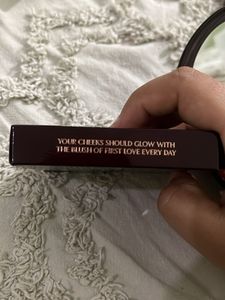 YOUR CHEEKS SHOULD GLOW WITH
THE BLUSH OF FIRST LOVE EVERY DAY